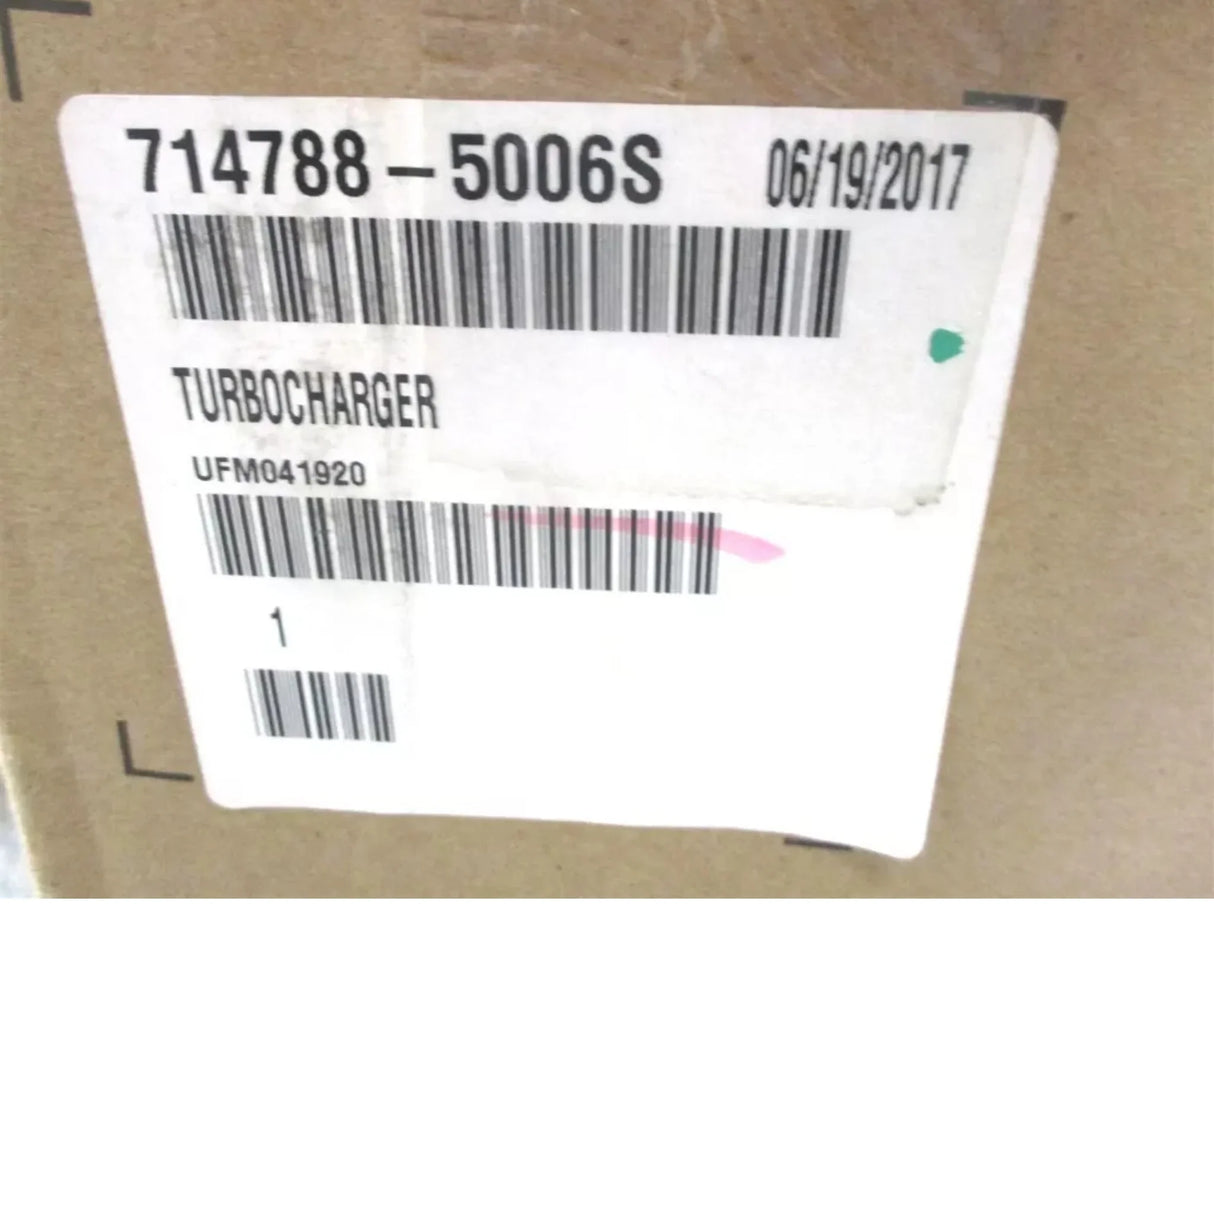 714788-5006S 06/19/2017
TURBOCHARGER
UFM041920
1